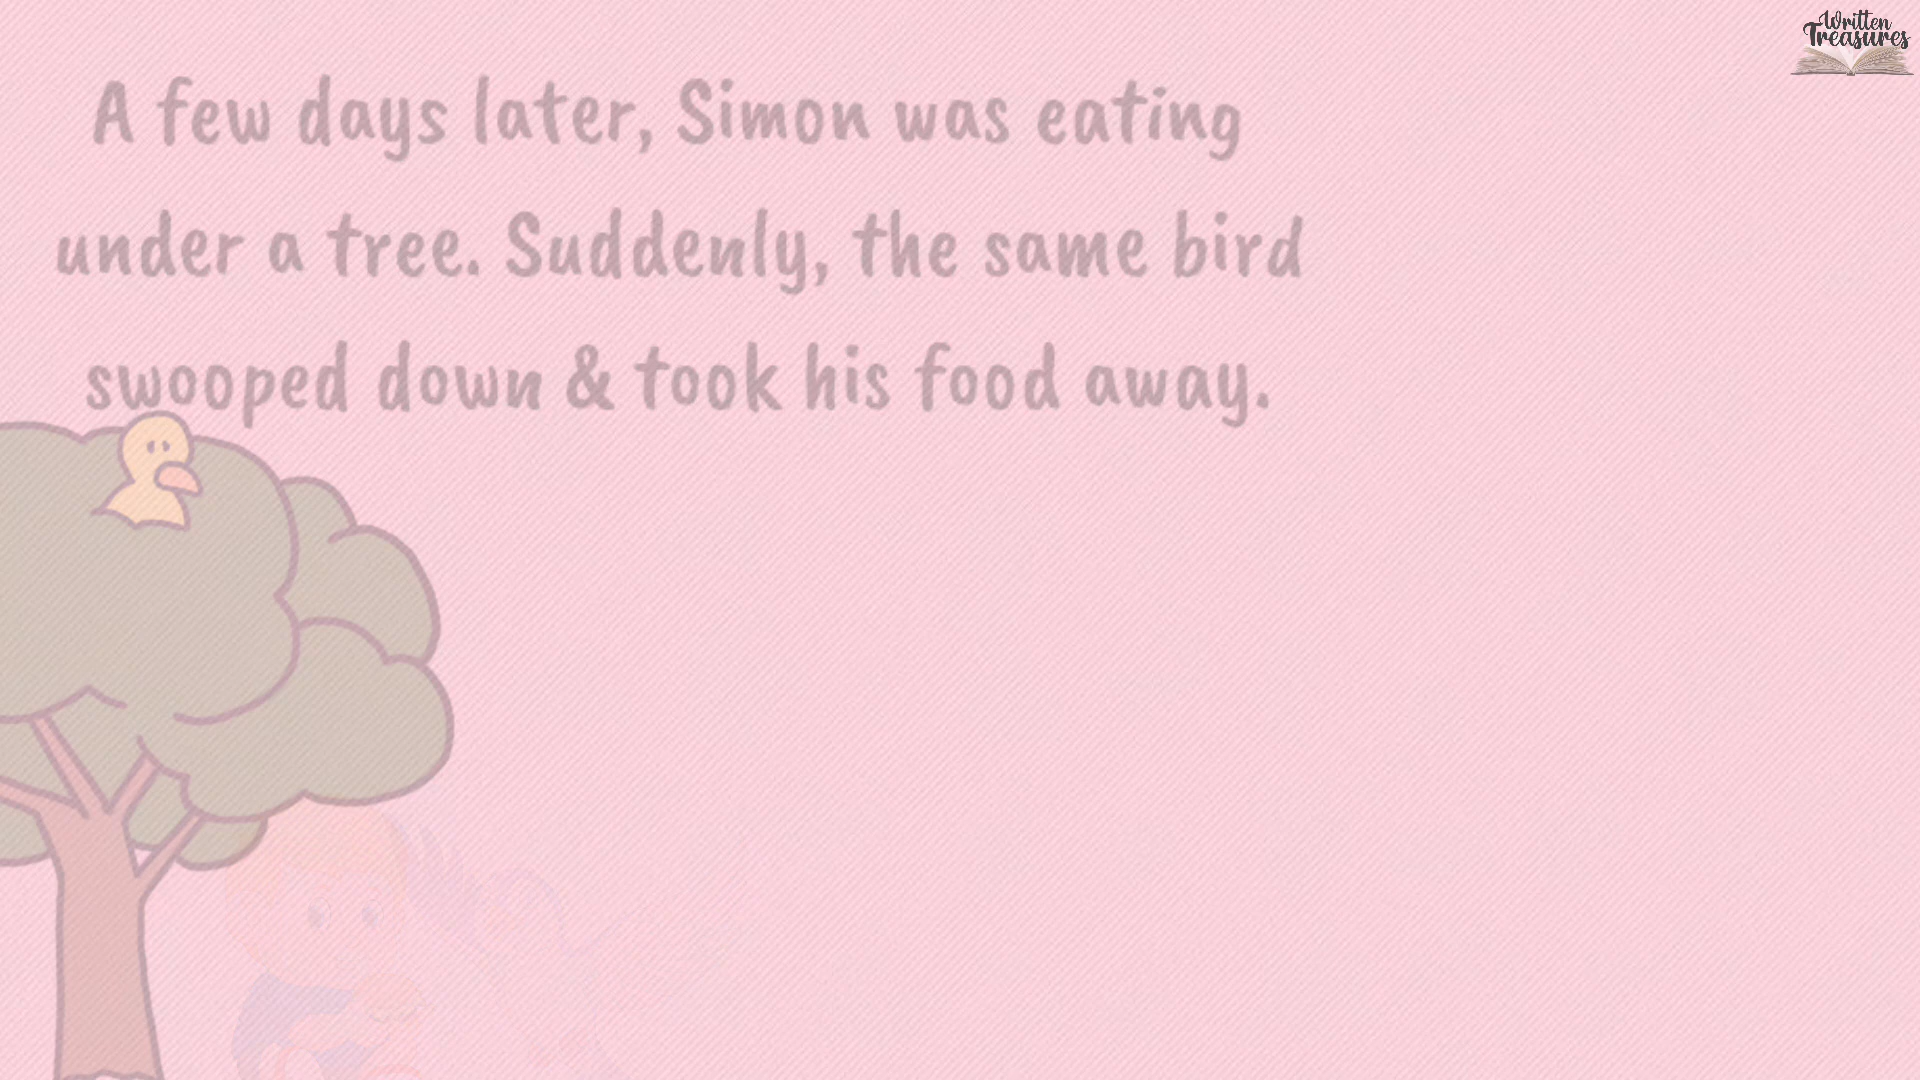 Written
Treasures
A few days later, Simon was eating
under a tree. Suddenly, the same bird
swooped down & took his food away.